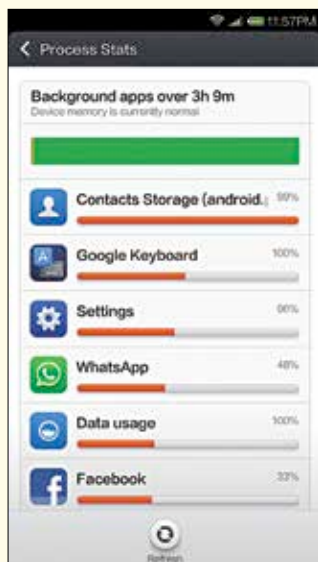 11:57PM
Process Stats
Background apps over 3h 9m
Device memory is currently normal
Contacts Storage (android.
99%
Google Keyboard
100%
Settings
WhatsApp
48%
Data usage
100%
Facebook
33%
Refresh